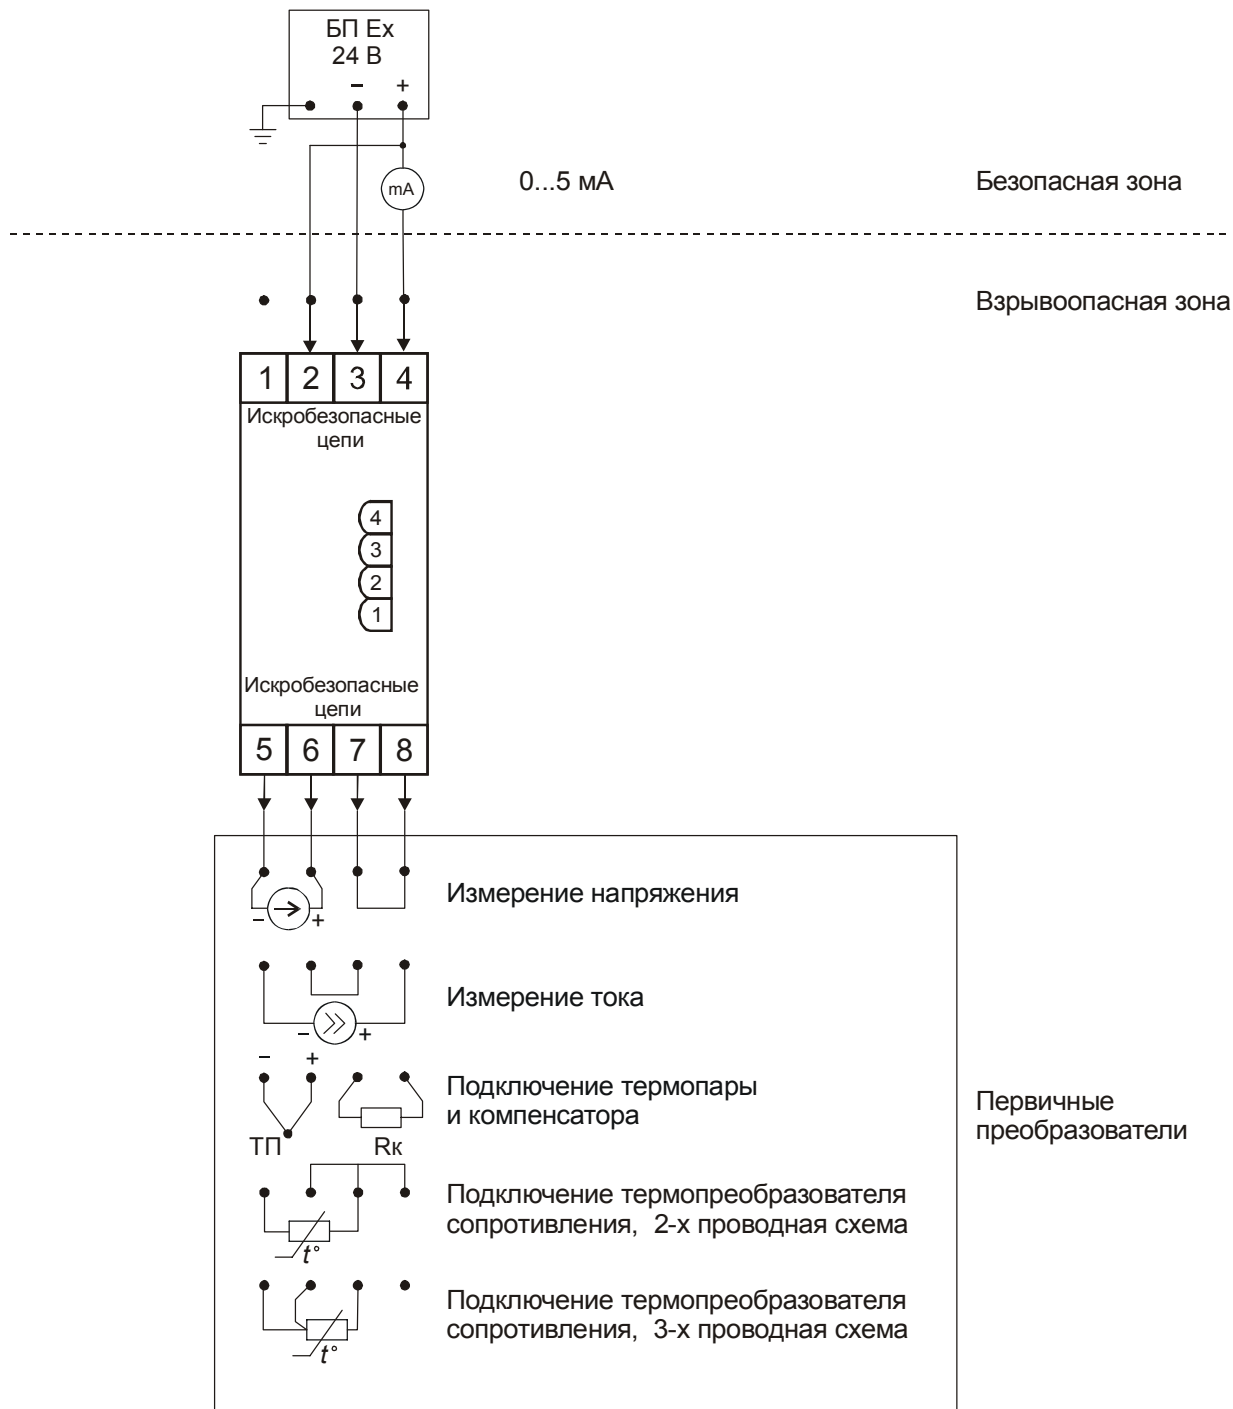 БП Ex
24 В
− +
mA
0...5 мА
Безопасная зона
Взрывоопасная зона
1 2 3 4
Искробезопасные
цепи
4
3
2
1
Искробезопасные
цепи
5 6 7 8
Измерение напряжения
− +
Измерение тока
− +
− +
Подключение термопары
и компенсатора
ТП Rк
Первичные
преобразователи
Подключение термопреобразователя
сопротивления, 2-х проводная схема
t°
Подключение термопреобразователя
сопротивления, 3-х проводная схема
t°